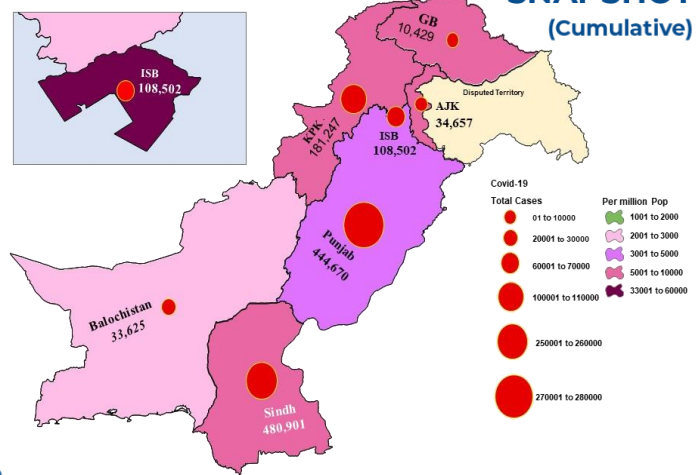 SNAPSHOT
(Cumulative)
ISB
108,502
GB
10,429
Disputed Territory
AJK
34,657
KPK
181,247
ISB
108,502
Punjab
444,670
Balochistan
33,625
Sindh
480,901
Covid-19
Total Cases
01 to 10000
20001 to 30000
60001 to 70000
100001 to 110000
250001 to 260000
270001 to 280000
Per million Pop
1001 to 2000
2001 to 3000
3001 to 5000
5001 to 10000
33001 to 60000